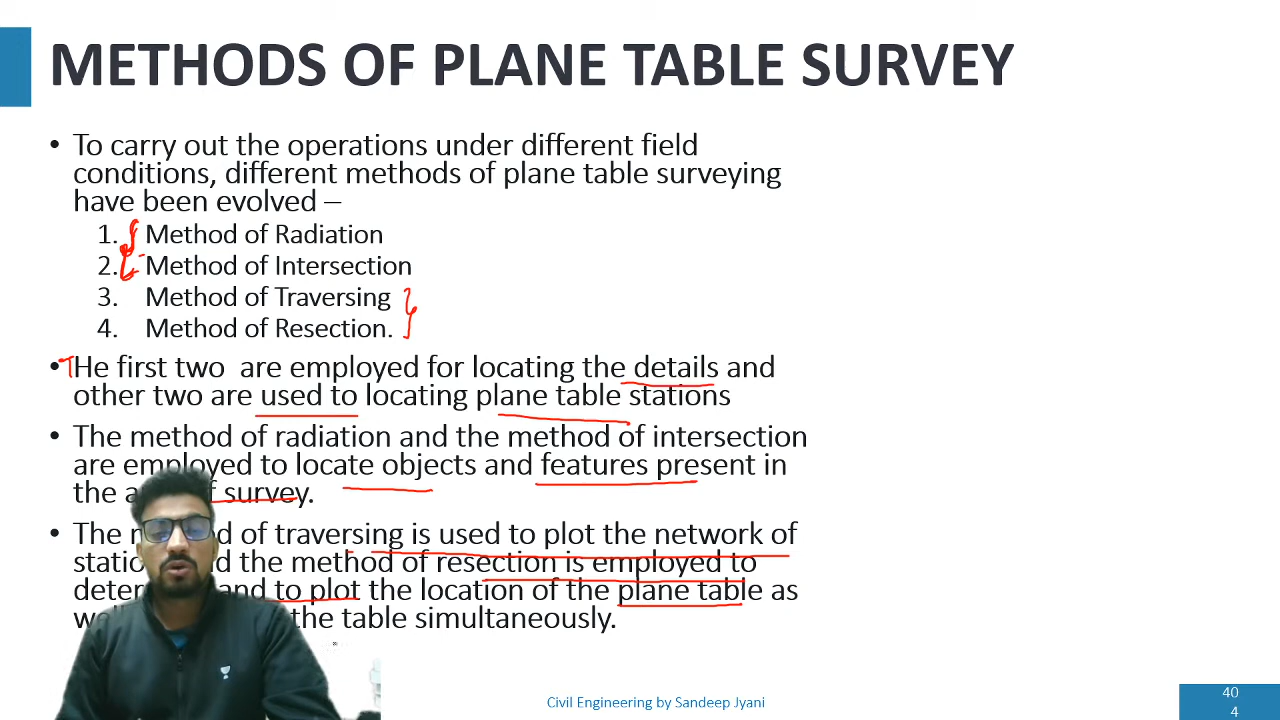 METHODS OF PLANE TABLE SURVEY
• To carry out the operations under different field
conditions, different methods of plane table surveying
have been evolved –
1. Method of Radiation
2. Method of Intersection
3. Method of Traversing
4. Method of Resection.
• THe first two are employed for locating the details and
other two are used to locating plane table stations
• The method of radiation and the method of intersection
are employed to locate objects and features present in
the survey.
The of traversing is used to plot the network of
the method of resection is employed to
and to plot the location of the plane table as
the table simultaneously.
Civil Engineering by Sandeep Jyani
40
4